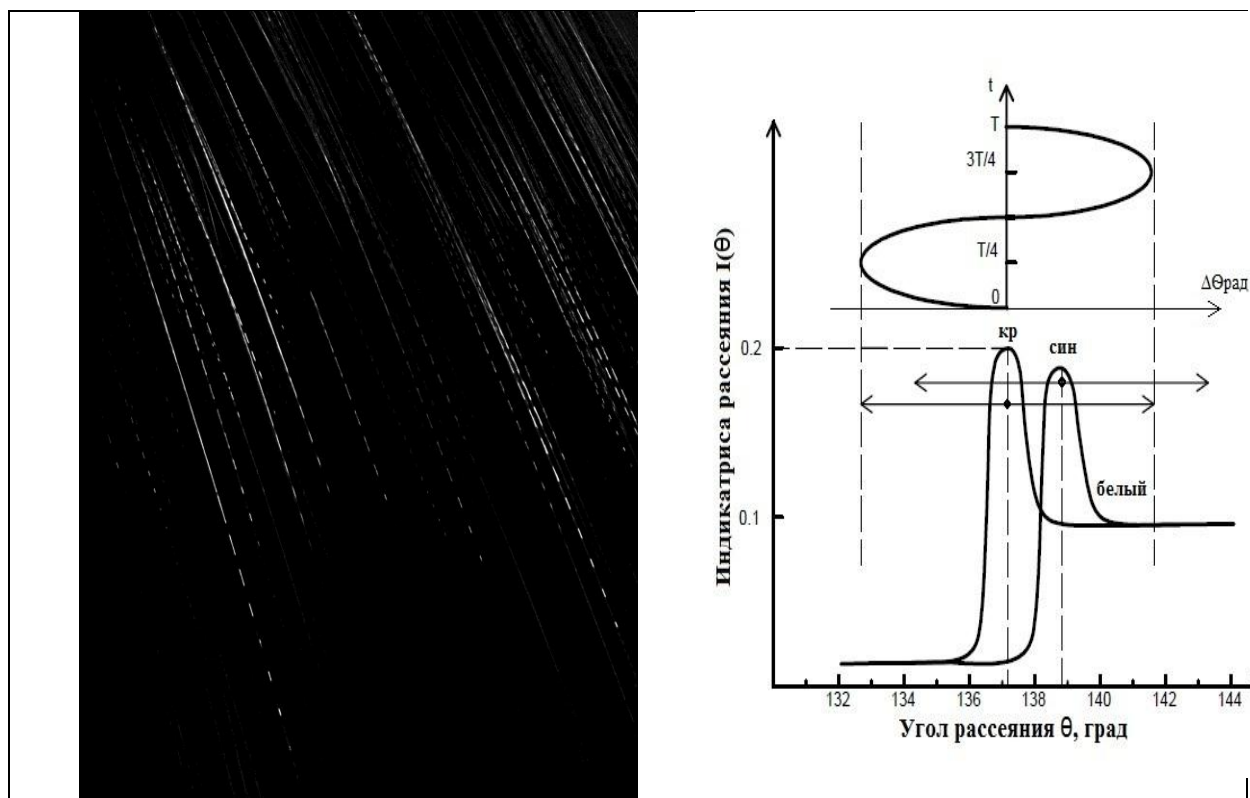 t
T
3T/4
T/4
0
ΔΘрад
Индикатриса рассеяния I(Θ)
кр
син
0.2
белый
0.1
132 134 136 138 140 142 144
Угол рассеяния Θ, град